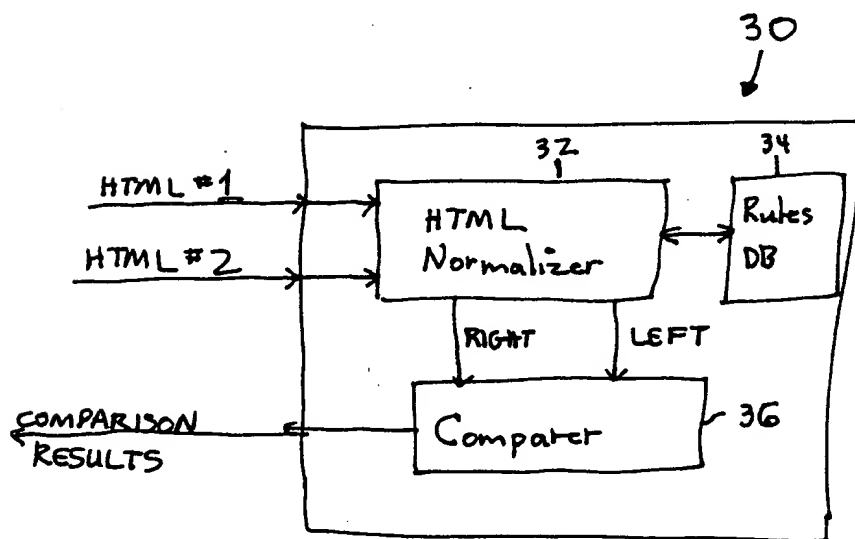 30
32
34
HTML #1
HTML
Normalizer
Rules
DB
HTML #2
RIGHT
LEFT
COMPARISON
RESULTS
Comparer
36